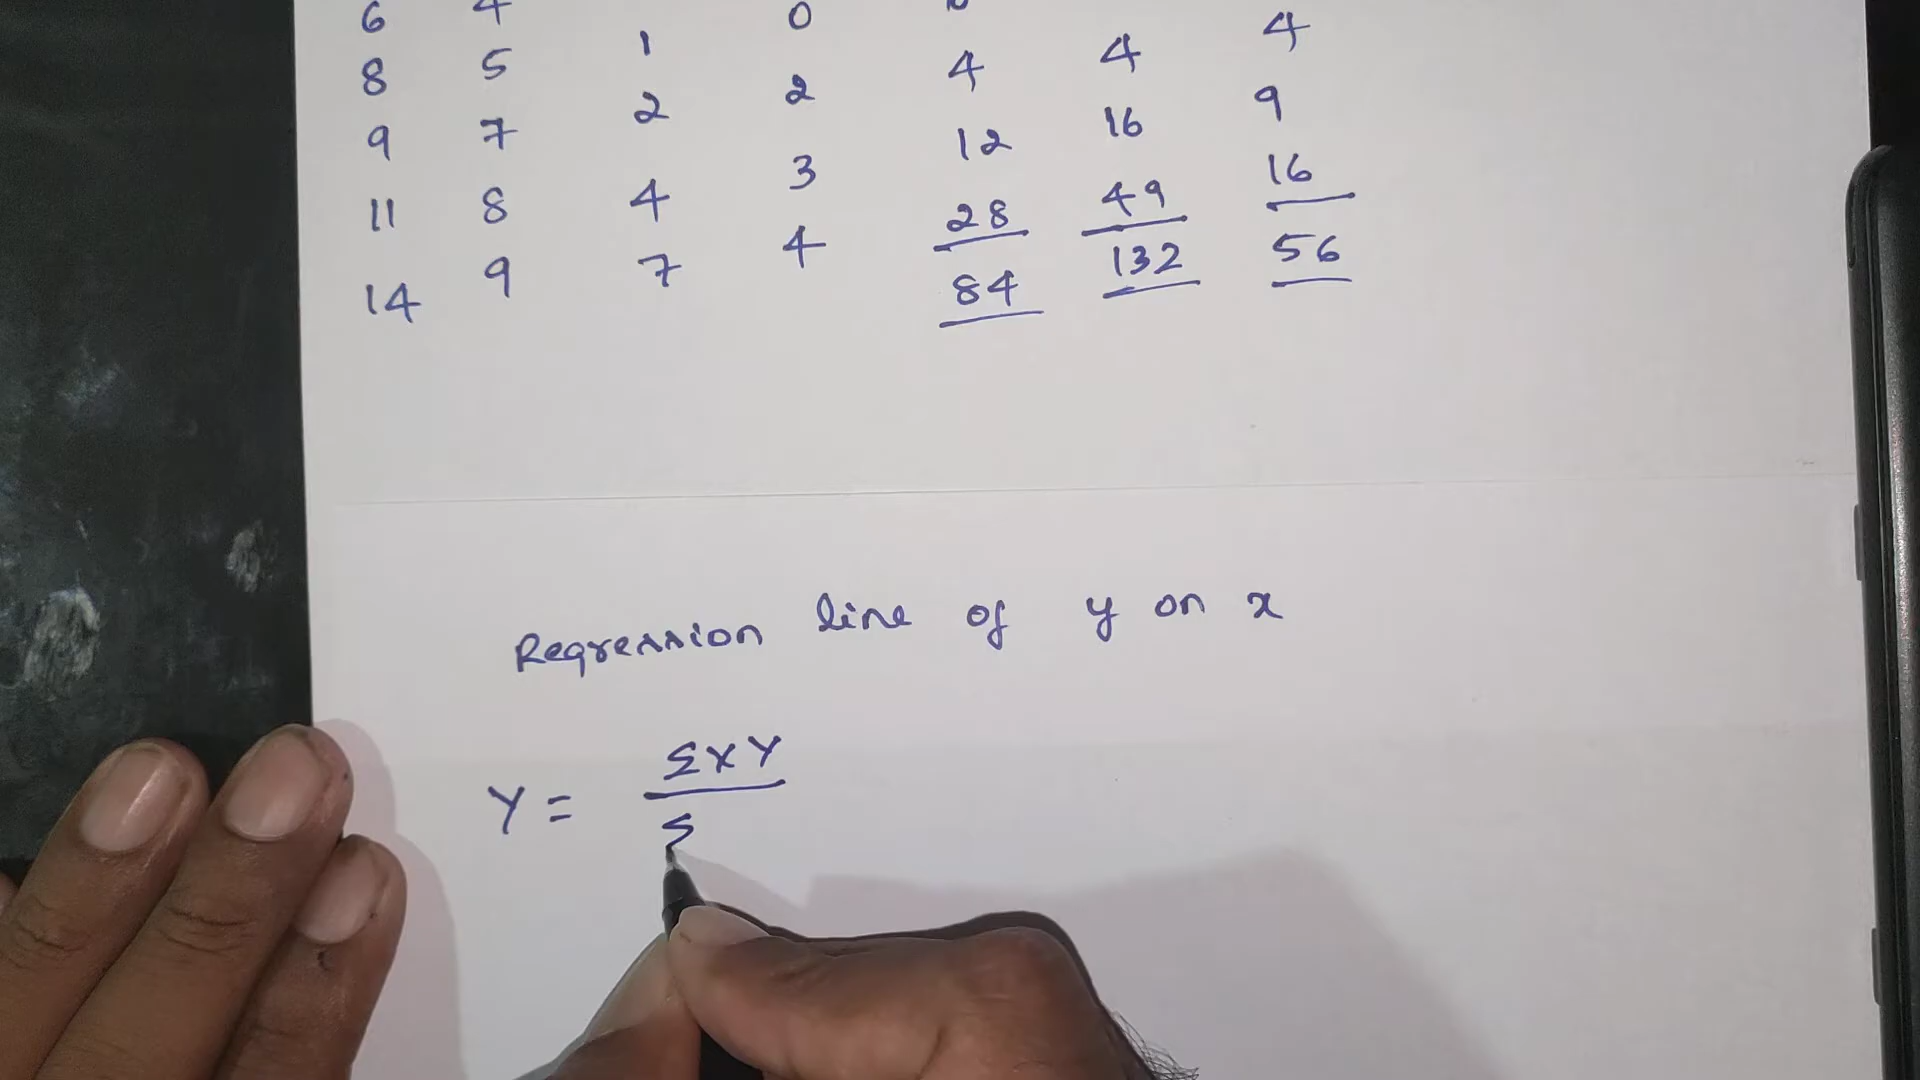 6 4 0
8 5 1 2 4 4 4
9 7 2 3 12 16 9
11 8 4 4 28 49 16
14 9 7 84 132 56
Regression line of y on x
Y = ΣXY
Σ